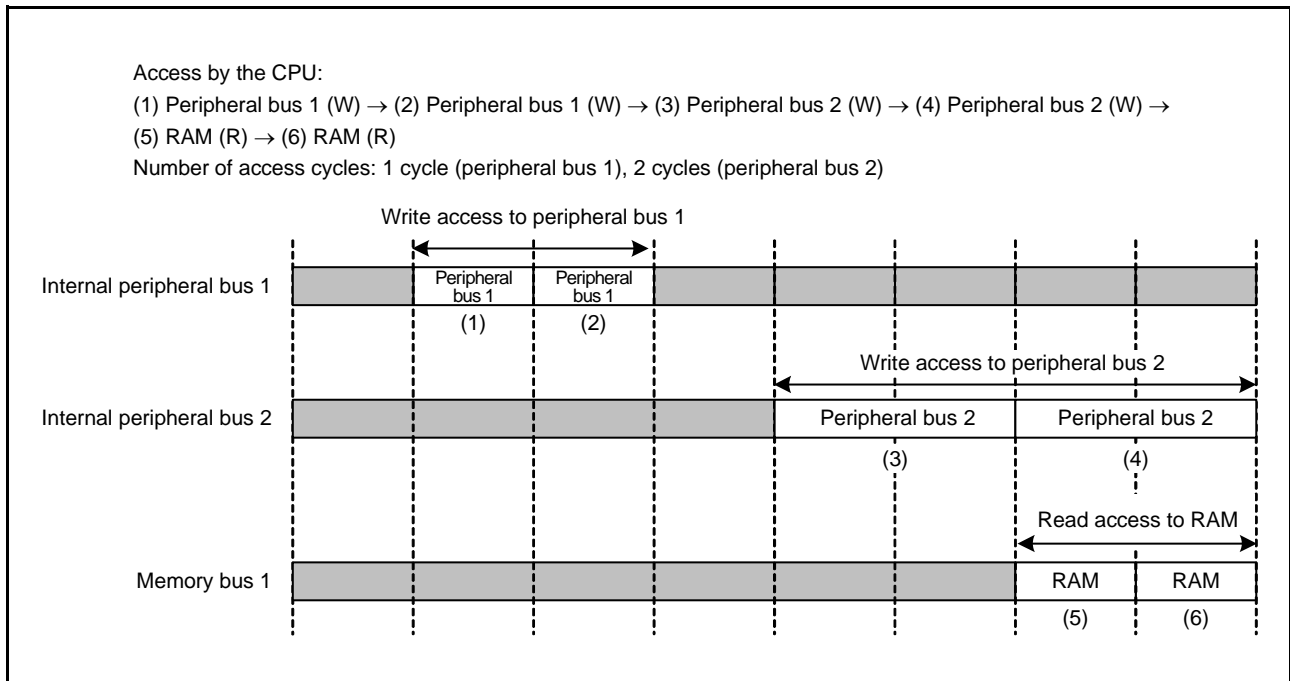 Access by the CPU:
(1) Peripheral bus 1 (W) → (2) Peripheral bus 1 (W) → (3) Peripheral bus 2 (W) → (4) Peripheral bus 2 (W) →
(5) RAM (R) → (6) RAM (R)
Number of access cycles: 1 cycle (peripheral bus 1), 2 cycles (peripheral bus 2)
Write access to peripheral bus 1
Internal peripheral bus 1
Peripheral
bus 1
Peripheral
bus 1
(1)
(2)
Write access to peripheral bus 2
Internal peripheral bus 2
Peripheral bus 2
Peripheral bus 2
(3)
(4)
Read access to RAM
Memory bus 1
RAM
RAM
(5)
(6)